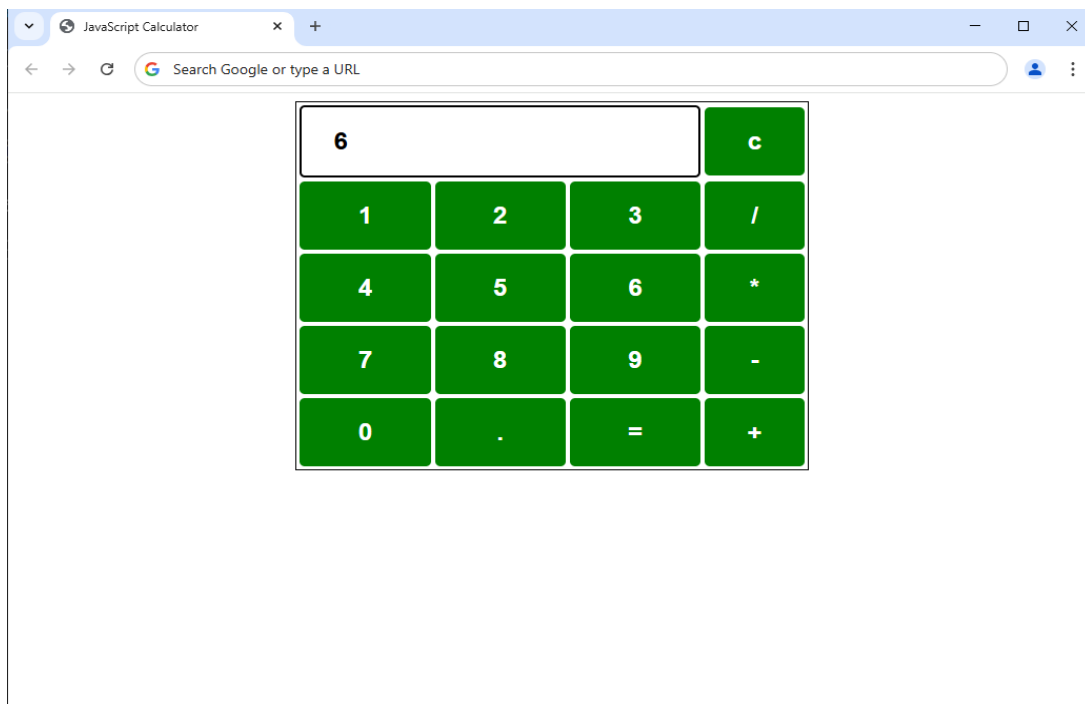 JavaScript Calculator
Search Google or type a URL
6 c
1 2 3 /
4 5 6 *
7 8 9 -
0 . = +